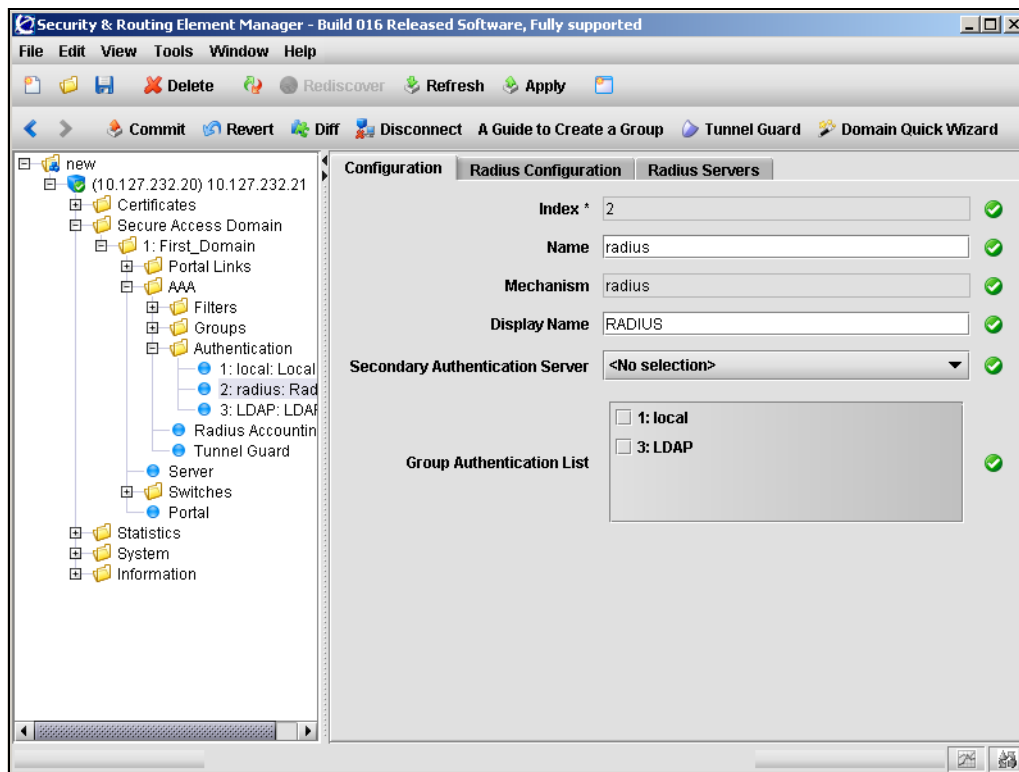 Security & Routing Element Manager - Build 016 Released Software, Fully supported
File Edit View Tools Window Help
Delete Rediscover Refresh Apply
Commit Revert Diff Disconnect A Guide to Create a Group Tunnel Guard Domain Quick Wizard
new
(10.127.232.20) 10.127.232.21
Certificates
Secure Access Domain
1: First_Domain
Portal Links
AAA
Filters
Groups
Authentication
1: local: Local
2: radius: Rad
3: LDAP: LDAP
Radius Accountin
Tunnel Guard
Server
Switches
Portal
Statistics
System
Information
Configuration Radius Configuration Radius Servers
Index * 2
Name radius
Mechanism radius
Display Name RADIUS
Secondary Authentication Server <No selection>
Group Authentication List
1: local
3: LDAP